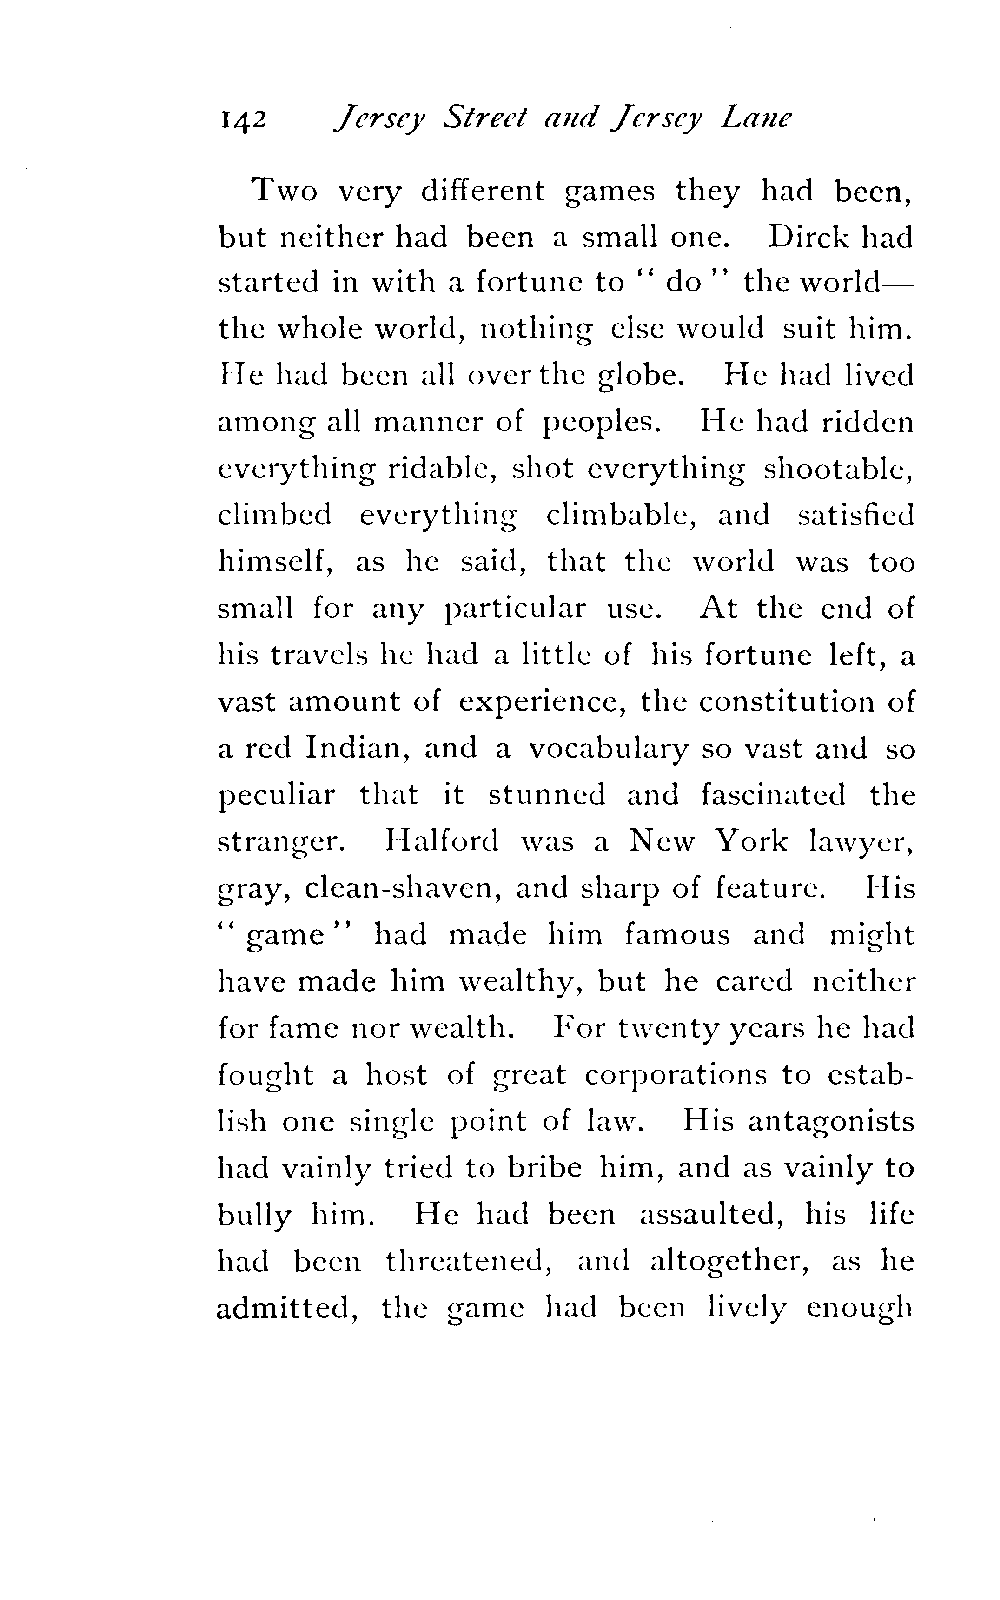 142 Jersey Street and Jersey Lane
Two very different games they had been,
but neither had been a small one. Dirck had
started in with a fortune to " do " the world—
the whole world, nothing else would suit him.
He had been all over the globe. He had lived
among all manner of peoples. He had ridden
everything ridable, shot everything shootable,
climbed everything climbable, and satisfied
himself, as he said, that the world was too
small for any particular use. At the end of
his travels he had a little of his fortune left, a
vast amount of experience, the constitution of
a red Indian, and a vocabulary so vast and so
peculiar that it stunned and fascinated the
stranger. Halford was a New York lawyer,
gray, clean-shaven, and sharp of feature. His
" game " had made him famous and might
have made him wealthy, but he cared neither
for fame nor wealth. For twenty years he had
fought a host of great corporations to estab-
lish one single point of law. His antagonists
had vainly tried to bribe him, and as vainly to
bully him. He had been assaulted, his life
had been threatened, and altogether, as he
admitted, the game had been lively enough